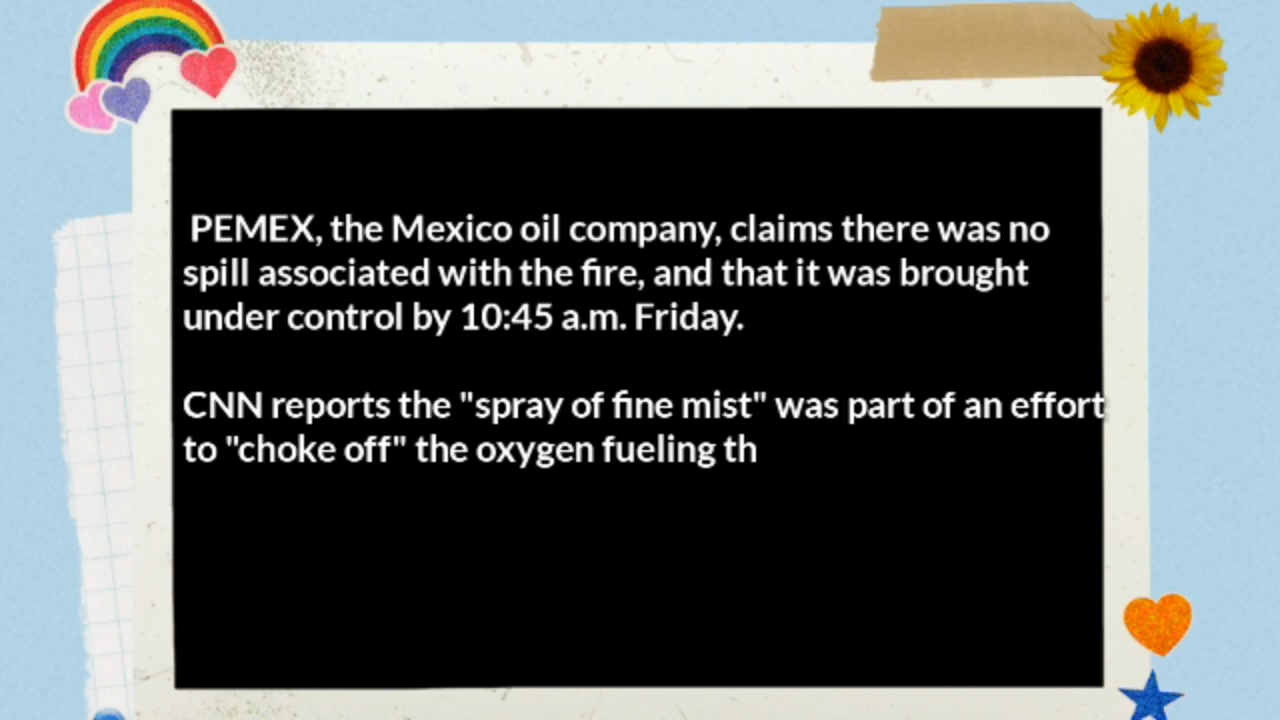 PEMEX, the Mexico oil company, claims there was no
spill associated with the fire, and that it was brought
under control by 10:45 a.m. Friday.
CNN reports the "spray of fine mist" was part of an effort
to "choke off" the oxygen fueling th